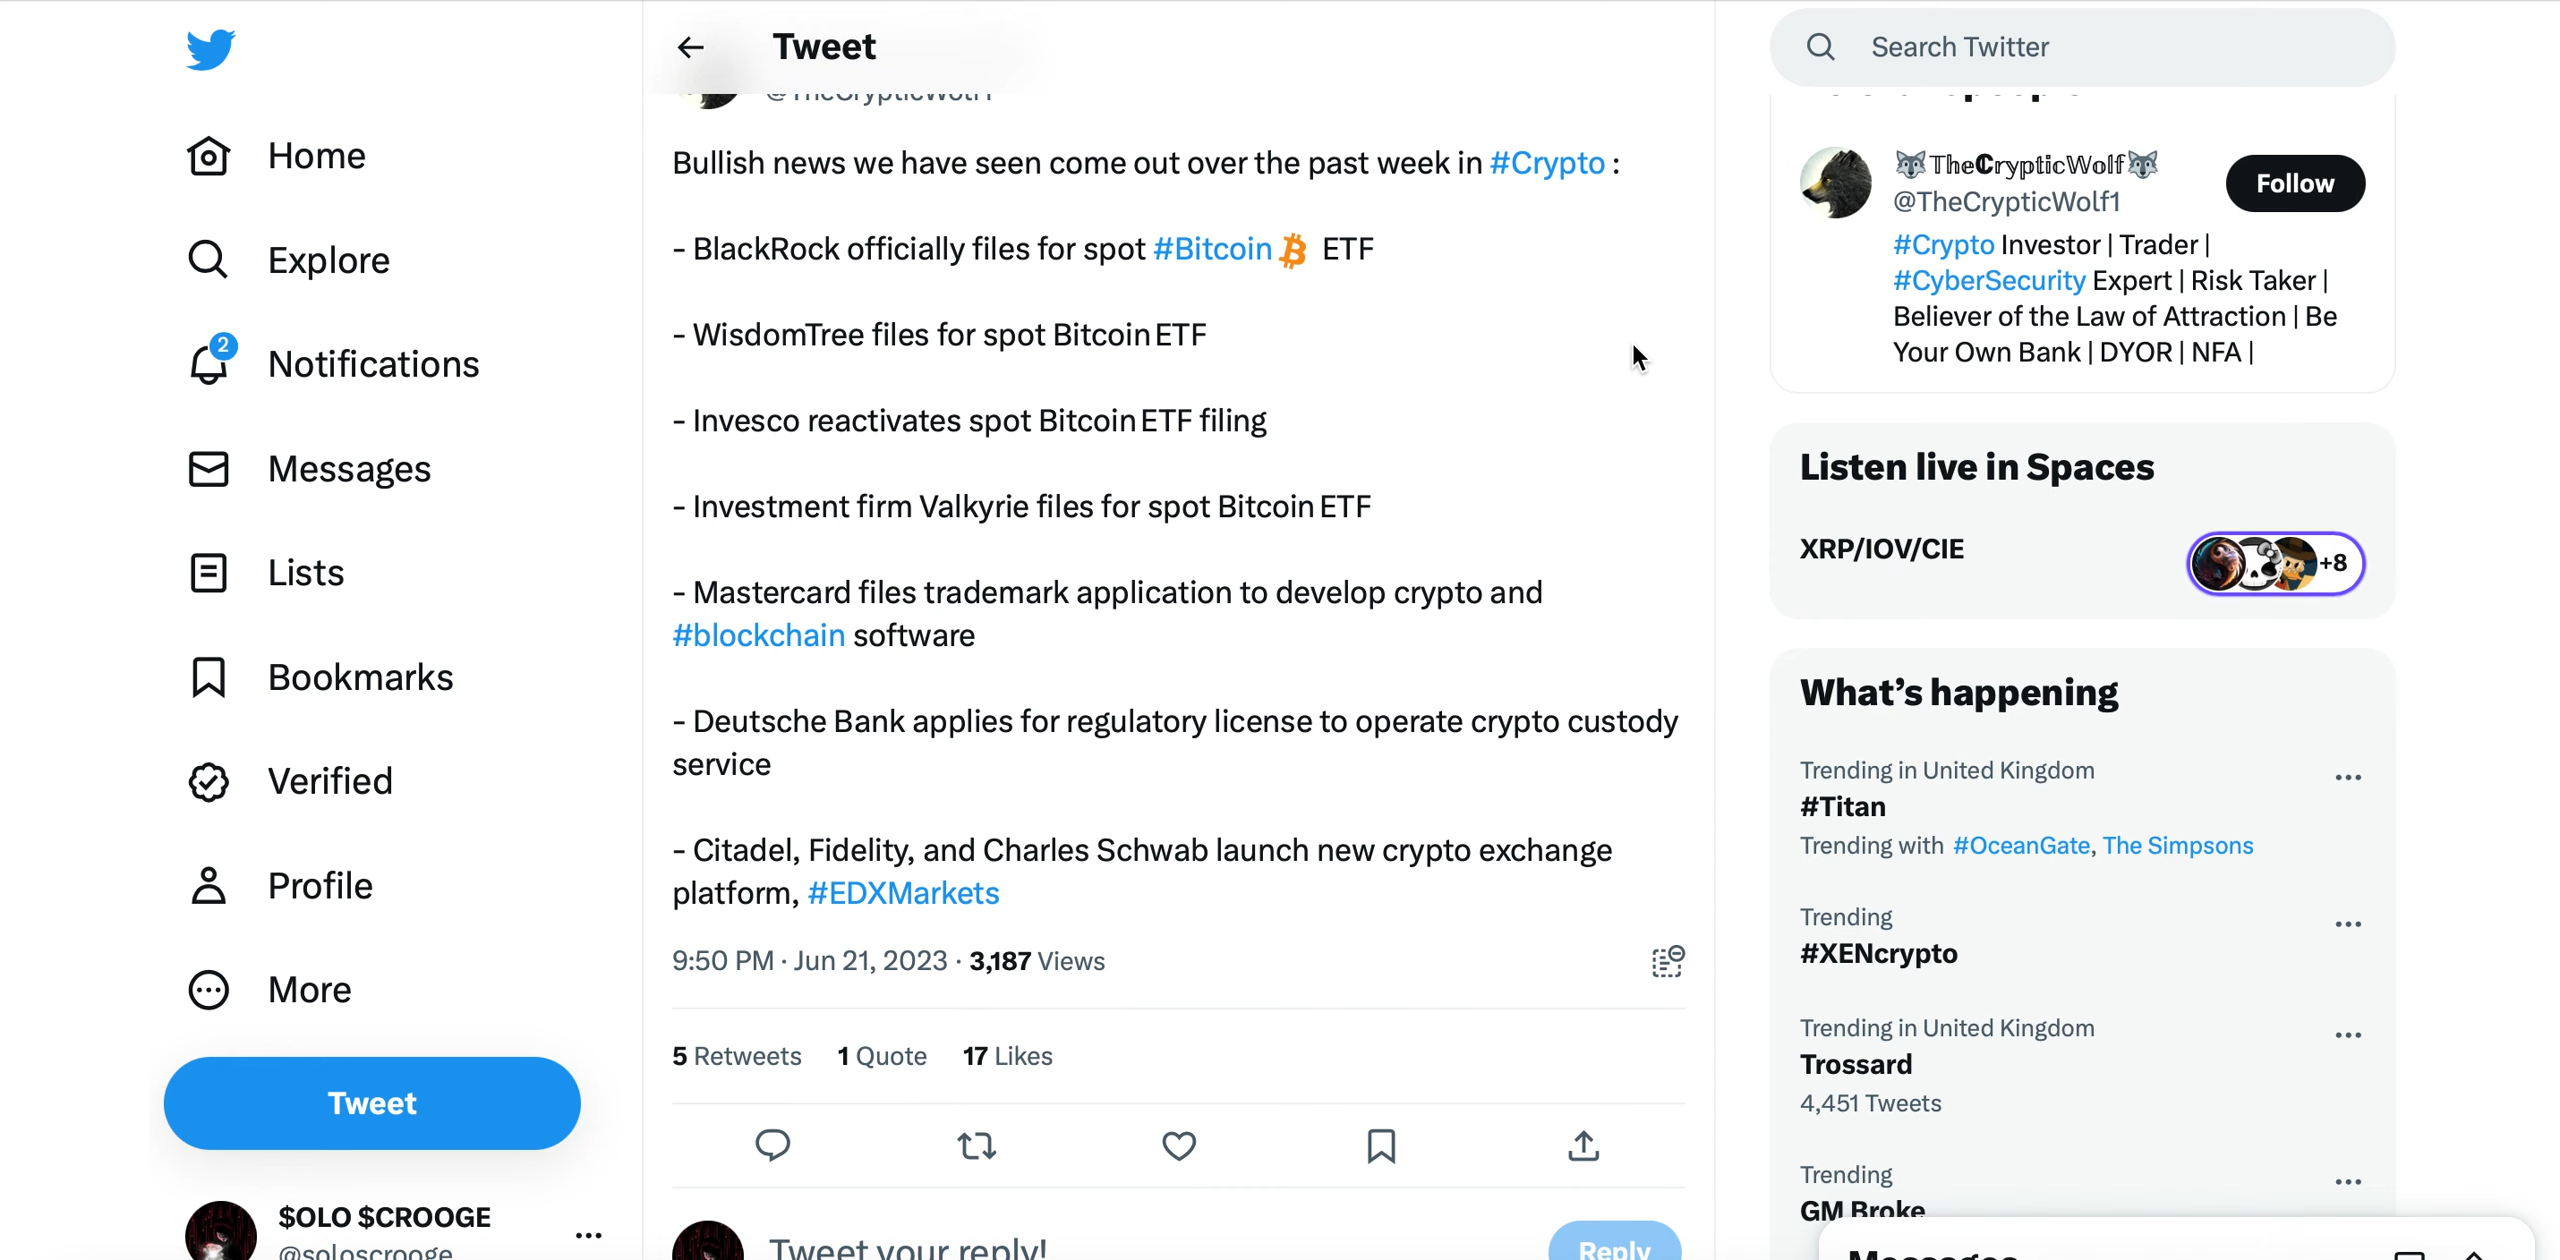 Home
Explore
2
Notifications
Messages
Lists
Bookmarks
Verified
Profile
More
Tweet
$OLO $CROOGE
@soloscrooge
Tweet
@TheCrypticWolf1
Bullish news we have seen come out over the past week in #Crypto :
- BlackRock officially files for spot #Bitcoin ETF
- WisdomTree files for spot Bitcoin ETF
- Invesco reactivates spot Bitcoin ETF filing
- Investment firm Valkyrie files for spot Bitcoin ETF
- Mastercard files trademark application to develop crypto and
#blockchain software
- Deutsche Bank applies for regulatory license to operate crypto custody
service
- Citadel, Fidelity, and Charles Schwab launch new crypto exchange
platform, #EDXMarkets
9:50 PM · Jun 21, 2023 · 3,187 Views
5 Retweets 1 Quote 17 Likes
Tweet your reply!
Reply
Search Twitter
🐺𝕋𝕙𝕖ℂ𝕣𝕪𝕡𝕥𝕚𝕔𝕎𝕠𝕝𝕗🐺
@TheCrypticWolf1
Follow
#Crypto Investor | Trader |
#CyberSecurity Expert | Risk Taker |
Believer of the Law of Attraction | Be
Your Own Bank | DYOR | NFA |
Listen live in Spaces
XRP/IOV/CIE
+8
What's happening
Trending in United Kingdom
#Titan
Trending with #OceanGate, The Simpsons
Trending
#XENcrypto
Trending in United Kingdom
Trossard
4,451 Tweets
Trending
GM Broke
Messages